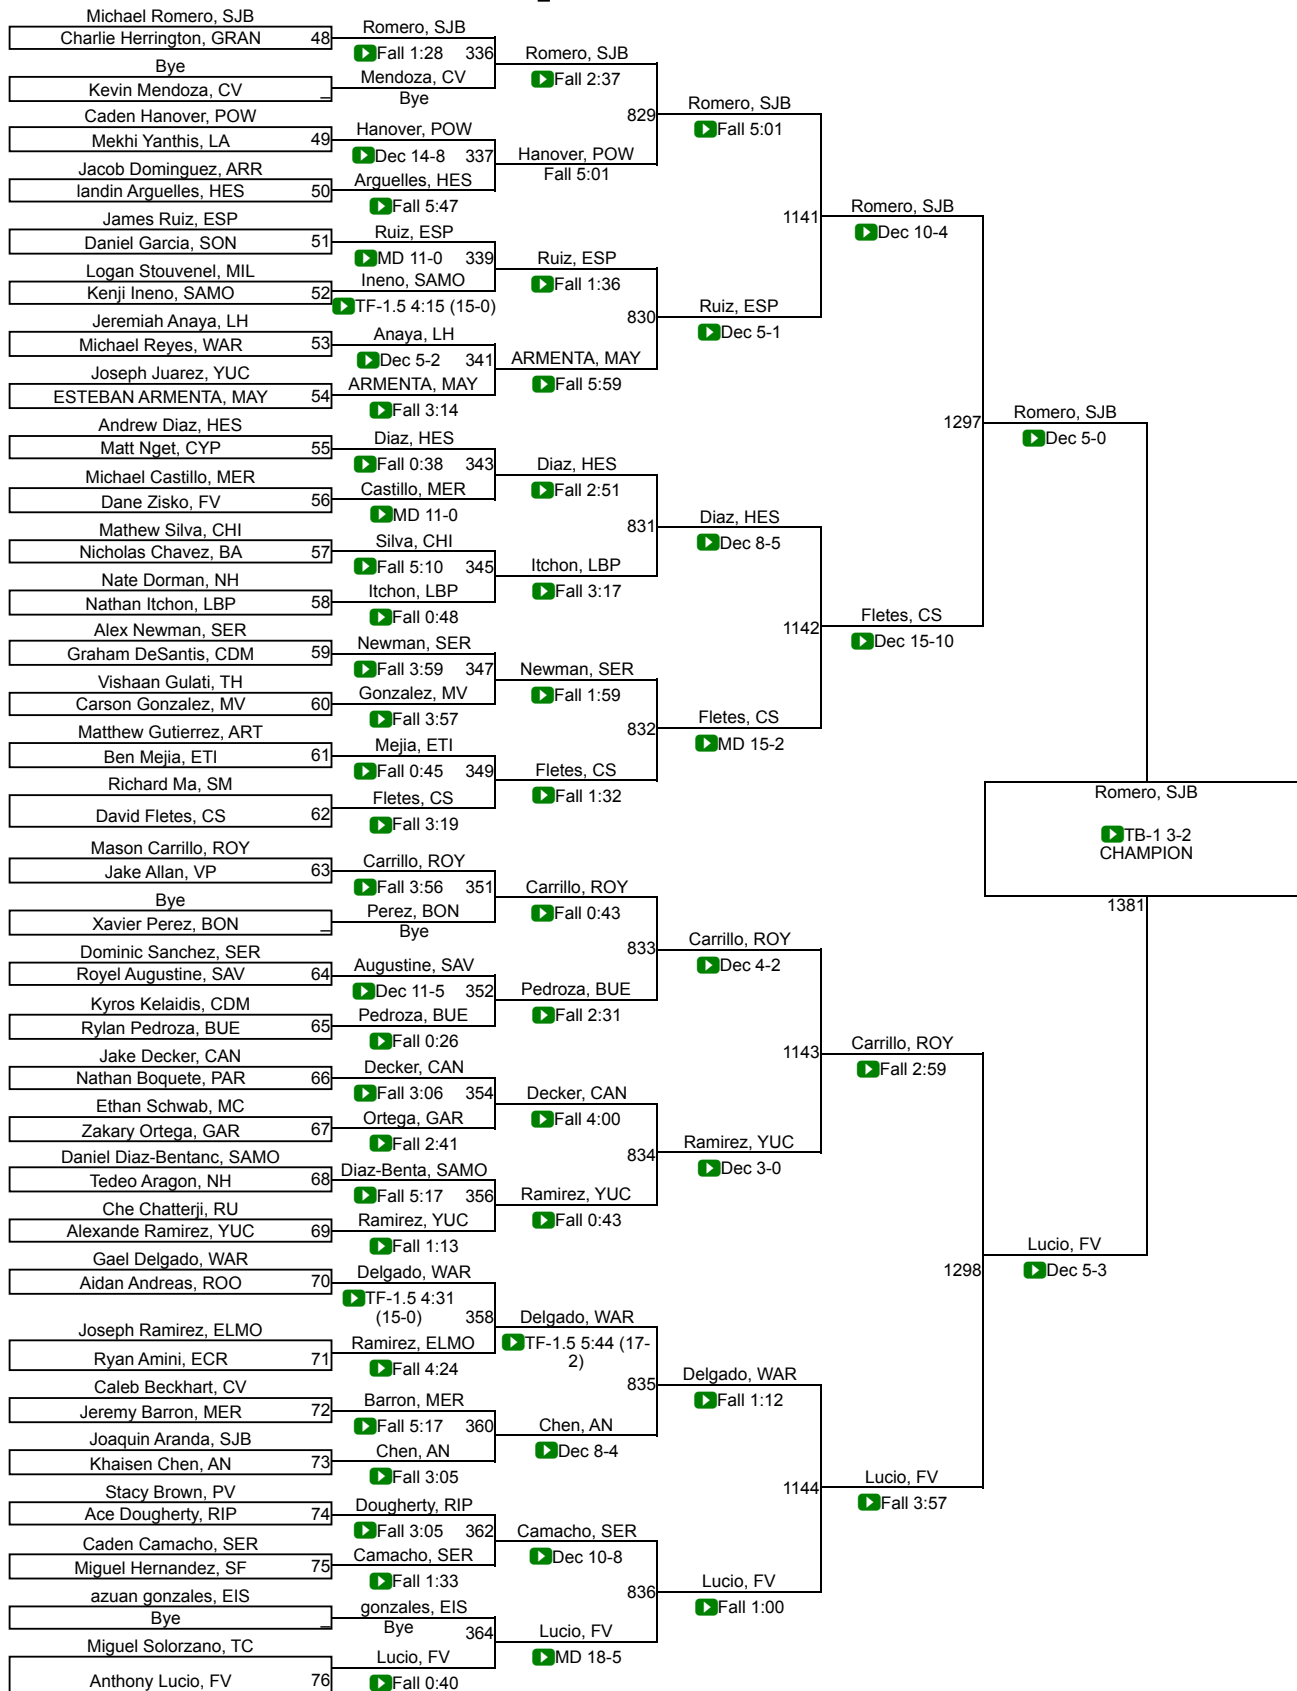 Michael Romero, SJB
Charlie Herrington, GRAN 48
Bye
Kevin Mendoza, CV _
Caden Hanover, POW
Mekhi Yanthis, LA 49
Jacob Dominguez, ARR
landin Arguelles, HES 50
James Ruiz, ESP
Daniel Garcia, SON 51
Logan Stouvenel, MIL
Kenji Ineno, SAMO 52
Jeremiah Anaya, LH
Michael Reyes, WAR 53
Joseph Juarez, YUC
ESTEBAN ARMENTA, MAY 54
Andrew Diaz, HES
Matt Nget, CYP 55
Michael Castillo, MER
Dane Zisko, FV 56
Mathew Silva, CHI
Nicholas Chavez, BA 57
Nate Dorman, NH
Nathan Itchon, LBP 58
Alex Newman, SER
Graham DeSantis, CDM 59
Vishaan Gulati, TH
Carson Gonzalez, MV 60
Matthew Gutierrez, ART
Ben Mejia, ETI 61
Richard Ma, SM
David Fletes, CS 62
Mason Carrillo, ROY
Jake Allan, VP 63
Bye
Xavier Perez, BON _
Dominic Sanchez, SER
Royel Augustine, SAV 64
Kyros Kelaidis, CDM
Rylan Pedroza, BUE 65
Jake Decker, CAN
Nathan Boquete, PAR 66
Ethan Schwab, MC
Zakary Ortega, GAR 67
Daniel Diaz-Bentanc, SAMO
Tedeo Aragon, NH 68
Che Chatterji, RU
Alexande Ramirez, YUC 69
Gael Delgado, WAR
Aidan Andreas, ROO 70
Joseph Ramirez, ELMO
Ryan Amini, ECR 71
Caleb Beckhart, CV
Jeremy Barron, MER 72
Joaquin Aranda, SJB
Khaisen Chen, AN 73
Stacy Brown, PV
Ace Dougherty, RIP 74
Caden Camacho, SER
Miguel Hernandez, SF 75
azuan gonzales, EIS
Bye _
Miguel Solorzano, TC
Anthony Lucio, FV 76
Romero, SJB
Fall 1:28 336
Mendoza, CV
Bye
Hanover, POW
Dec 14-8 337
Arguelles, HES
Fall 5:47
Ruiz, ESP
MD 11-0 339
Ineno, SAMO
TF-1.5 4:15 (15-0)
Anaya, LH
Dec 5-2 341
ARMENTA, MAY
Fall 3:14
Diaz, HES
Fall 0:38 343
Castillo, MER
MD 11-0
Silva, CHI
Fall 5:10 345
Itchon, LBP
Fall 0:48
Newman, SER
Fall 3:59 347
Gonzalez, MV
Fall 3:57
Mejia, ETI
Fall 0:45 349
Fletes, CS
Fall 3:19
Carrillo, ROY
Fall 3:56 351
Perez, BON
Bye
Augustine, SAV
Dec 11-5 352
Pedroza, BUE
Fall 0:26
Decker, CAN
Fall 3:06 354
Ortega, GAR
Fall 2:41
Diaz-Benta, SAMO
Fall 5:17 356
Ramirez, YUC
Fall 1:13
Delgado, WAR
TF-1.5 4:31
(15-0) 358
Ramirez, ELMO
Fall 4:24
Barron, MER
Fall 5:17 360
Chen, AN
Fall 3:05
Dougherty, RIP
Fall 3:05 362
Camacho, SER
Fall 1:33
gonzales, EIS
Bye 364
Lucio, FV
Fall 0:40
Romero, SJB
Fall 2:37
829
Hanover, POW
Fall 5:01
Ruiz, ESP
Fall 1:36
830
ARMENTA, MAY
Fall 5:59
Diaz, HES
Fall 2:51
831
Itchon, LBP
Fall 3:17
Newman, SER
Fall 1:59
832
Fletes, CS
Fall 1:32
Carrillo, ROY
Fall 0:43
833
Pedroza, BUE
Fall 2:31
Decker, CAN
Fall 4:00
834
Ramirez, YUC
Fall 0:43
Delgado, WAR
TF-1.5 5:44 (17-
2)
835
Chen, AN
Dec 8-4
Camacho, SER
Dec 10-8
836
Lucio, FV
MD 18-5
Romero, SJB
Fall 5:01
1141
Ruiz, ESP
Dec 5-1
Diaz, HES
Dec 8-5
1142
Fletes, CS
MD 15-2
Carrillo, ROY
Dec 4-2
1143
Ramirez, YUC
Dec 3-0
Delgado, WAR
Fall 1:12
1144
Lucio, FV
Fall 1:00
Romero, SJB
Dec 10-4
1297
Fletes, CS
Dec 15-10
Carrillo, ROY
Fall 2:59
1298
Lucio, FV
Fall 3:57
Romero, SJB
Dec 5-0
Lucio, FV
Dec 5-3
Romero, SJB
TB-1 3-2
CHAMPION
1381